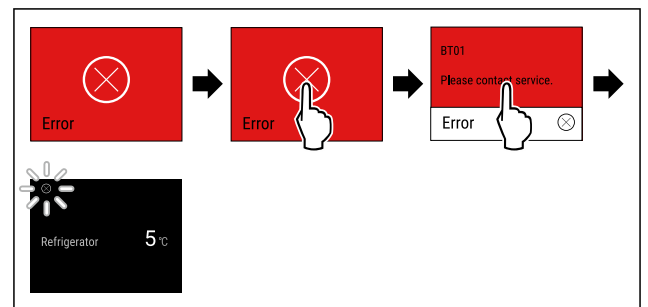 Error
Error
BT01
Please contact service.
Error
Refrigerator 5 °C